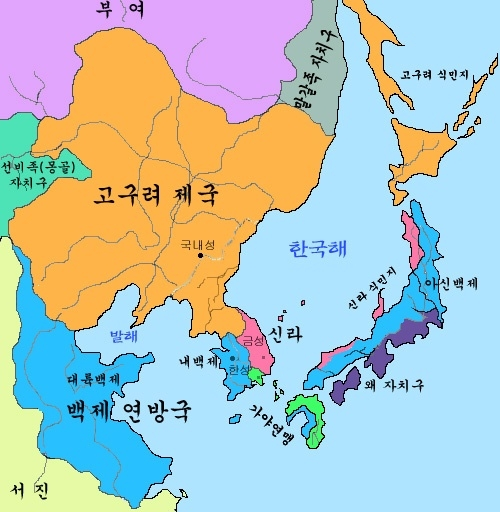 부 여
말갈족 자치구
고구려 식민지
선비족(몽골)
자치구
고구려 제국
국내성
한국해
아신백제
신라 식민지
발해
금성
신라
내백제
한성
대륙백제
왜 자치구
백제 연방국
가야연맹
서 진